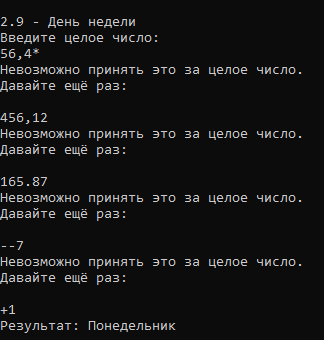 2.9 - День недели
Введите целое число:
56,4*
Невозможно принять это за целое число.
Давайте ещё раз:
456,12
Невозможно принять это за целое число.
Давайте ещё раз:
165.87
Невозможно принять это за целое число.
Давайте ещё раз:
--7
Невозможно принять это за целое число.
Давайте ещё раз:
+1
Результат: Понедельник